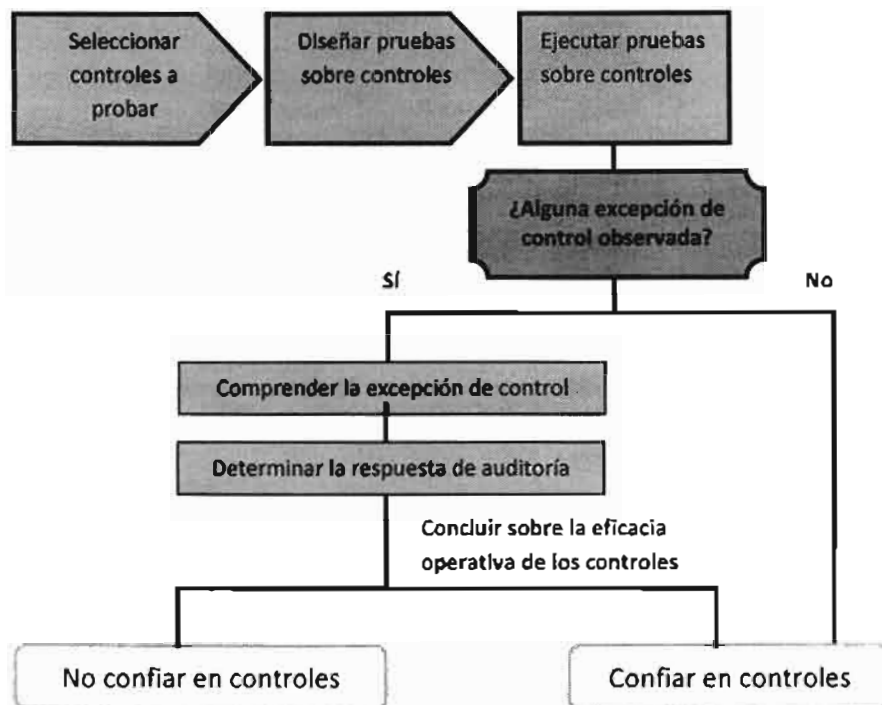 Seleccionar
controles a
probar
Diseñar pruebas
sobre controles
Ejecutar pruebas
sobre controles
¿Alguna excepción de
control observada?
Sí
No
Comprender la excepción de control
Determinar la respuesta de auditoría
Concluir sobre la eficacia
operativa de los controles
No confiar en controles
Confiar en controles